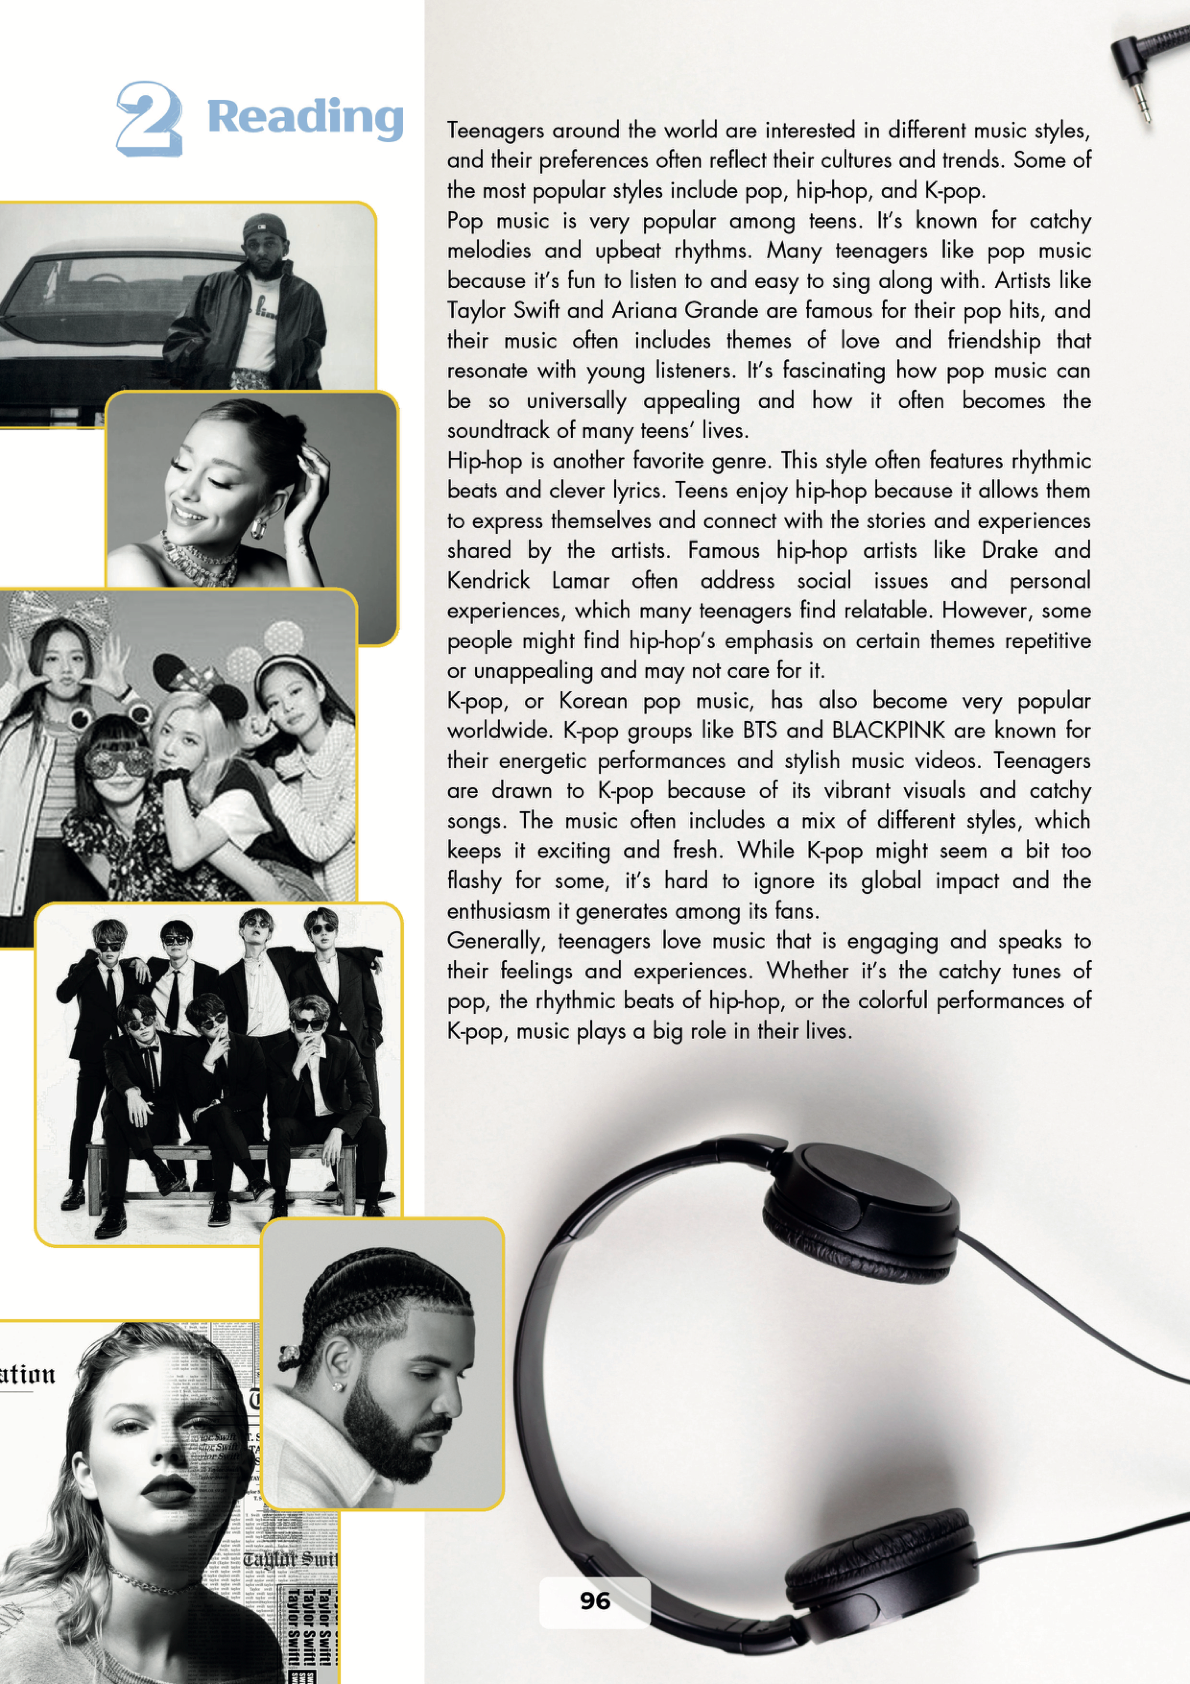 2 Reading
Teenagers around the world are interested in different music styles,
and their preferences often reflect their cultures and trends. Some of
the most popular styles include pop, hip-hop, and K-pop.
Pop music is very popular among teens. It's known for catchy
melodies and upbeat rhythms. Many teenagers like pop music
because it's fun to listen to and easy to sing along with. Artists like
Taylor Swift and Ariana Grande are famous for their pop hits, and
their music often includes themes of love and friendship that
resonate with young listeners. It's fascinating how pop music can
be so universally appealing and how it often becomes the
soundtrack of many teens' lives.
Hip-hop is another favorite genre. This style often features rhythmic
beats and clever lyrics. Teens enjoy hip-hop because it allows them
to express themselves and connect with the stories and experiences
shared by the artists. Famous hip-hop artists like Drake and
Kendrick Lamar often address social issues and personal
experiences, which many teenagers find relatable. However, some
people might find hip-hop's emphasis on certain themes repetitive
or unappealing and may not care for it.
K-pop, or Korean pop music, has also become very popular
worldwide. K-pop groups like BTS and BLACKPINK are known for
their energetic performances and stylish music videos. Teenagers
are drawn to K-pop because of its vibrant visuals and catchy
songs. The music often includes a mix of different styles, which
keeps it exciting and fresh. While K-pop might seem a bit too
flashy for some, it's hard to ignore its global impact and the
enthusiasm it generates among its fans.
Generally, teenagers love music that is engaging and speaks to
their feelings and experiences. Whether it's the catchy tunes of
pop, the rhythmic beats of hip-hop, or the colorful performances of
K-pop, music plays a big role in their lives.
ation
Taylor Swif
Taylor Swift!
Taylor Swift!
Taylor Swift!
96